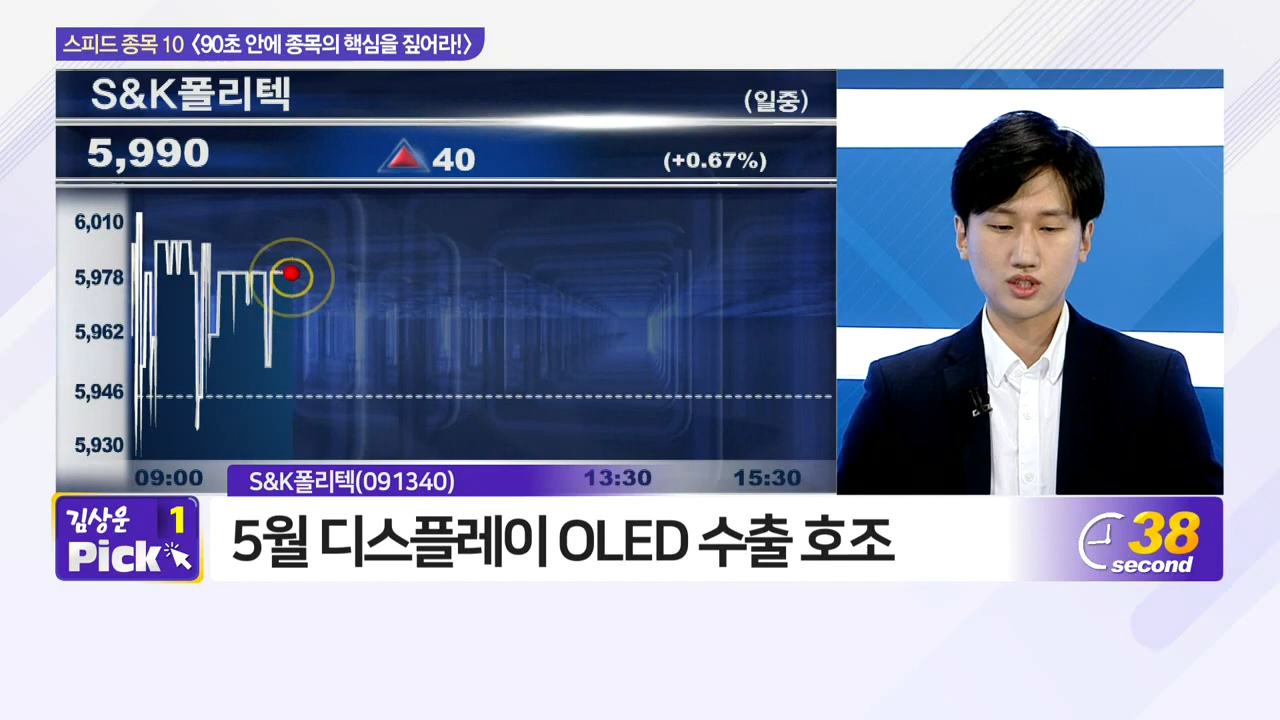 스피드 종목 10 〈90초 안에 종목의 핵심을 짚어라!〉
S&K폴리텍
(일중)
5,990 ▲ 40 (+0.67%)
6,010
5,978
5,962
5,946
5,930
09:00 13:30 15:30
S&K폴리텍(091340)
김상운 1
Pick
5월 디스플레이 OLED 수출 호조
38
second